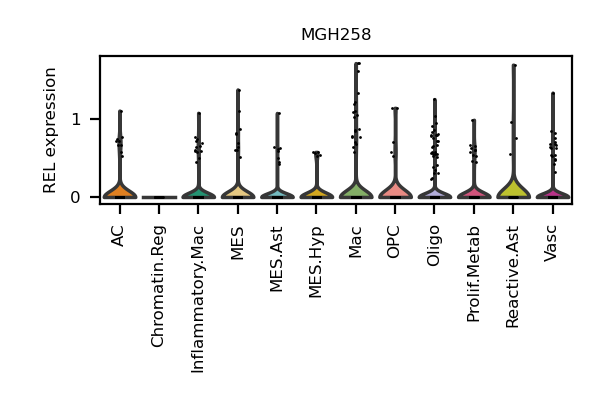 MGH258
REL expression
1
0
AC
Chromatin.Reg
Inflammatory.Mac
MES
MES.Ast
MES.Hyp
Mac
OPC
Oligo
Prolif.Metab
Reactive.Ast
Vasc